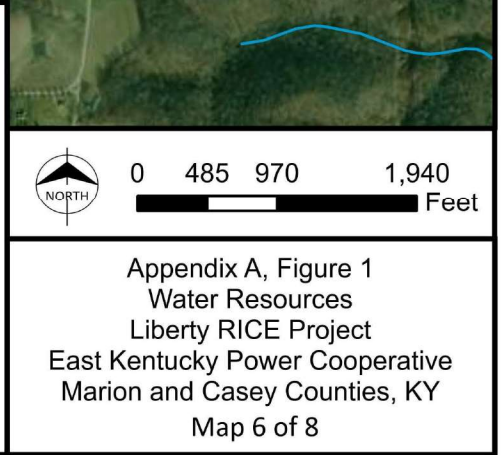 NORTH
0 485 970 1,940
Feet
Appendix A, Figure 1
Water Resources
Liberty RICE Project
East Kentucky Power Cooperative
Marion and Casey Counties, KY
Map 6 of 8